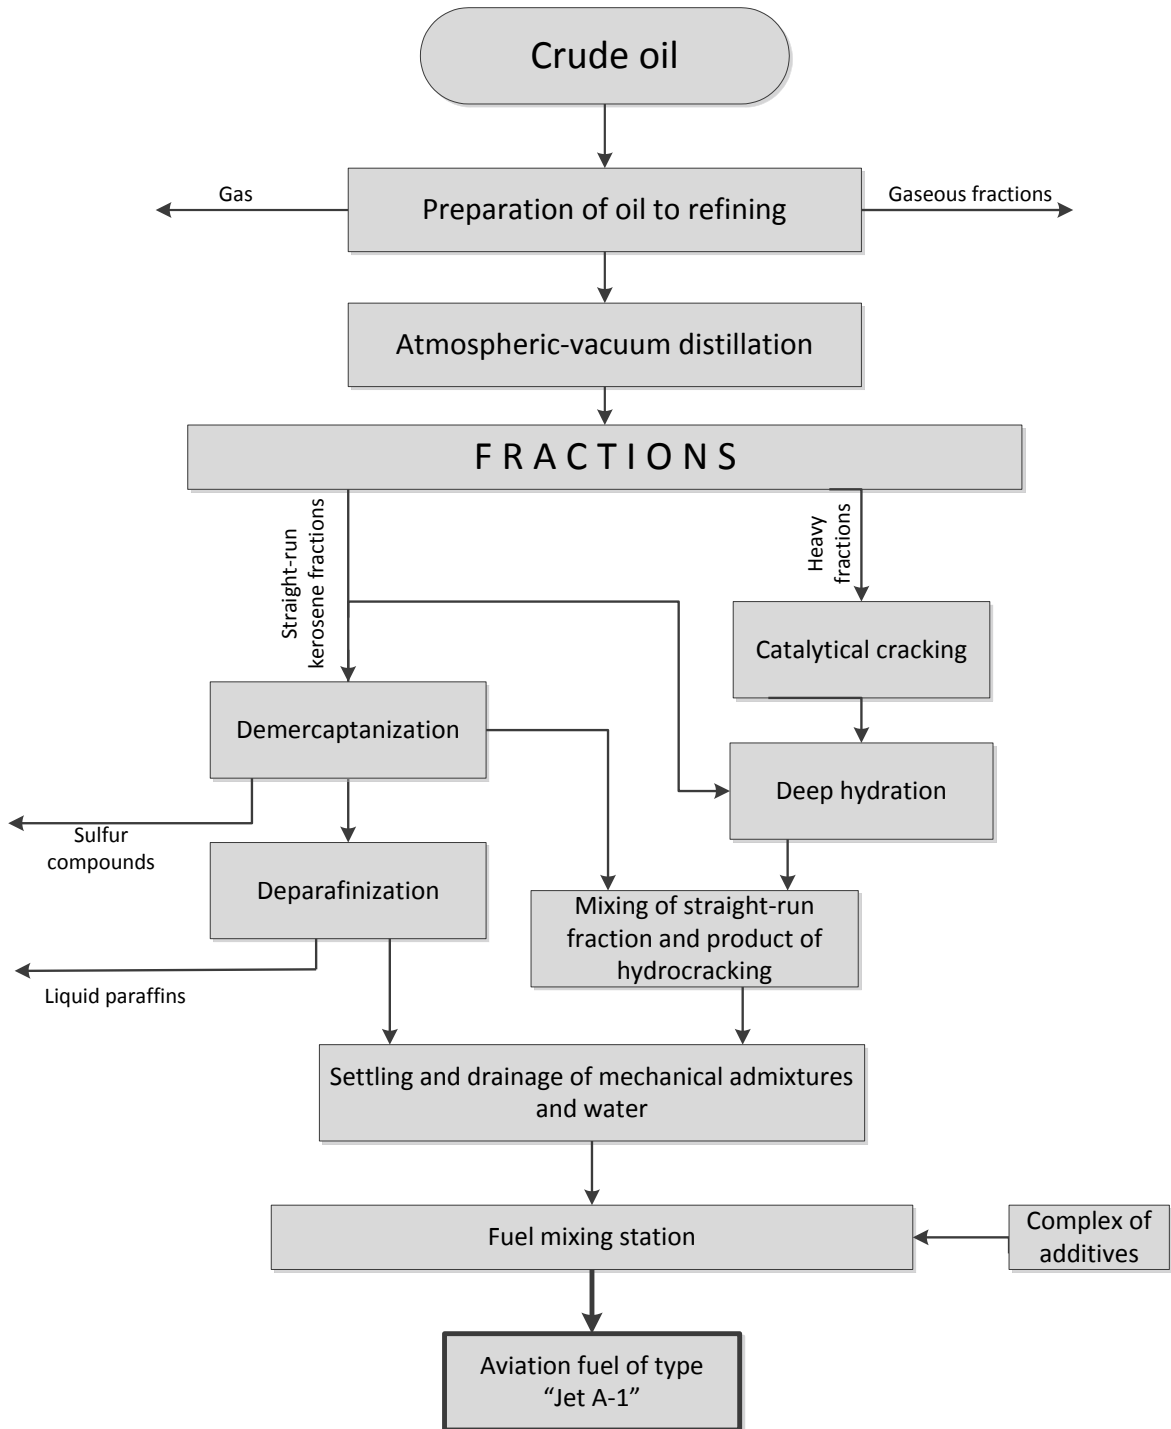 Crude oil
Gas
Preparation of oil to refining
Gaseous fractions
Atmospheric-vacuum distillation
FRACTIONS
Straight-run
kerosene fractions
Heavy
fractions
Catalytical cracking
Demercaptanization
Deep hydration
Sulfur
compounds
Deparafinization
Mixing of straight-run
fraction and product of
hydrocracking
Liquid paraffins
Settling and drainage of mechanical admixtures
and water
Fuel mixing station
Complex of
additives
Aviation fuel of type
“Jet A-1”